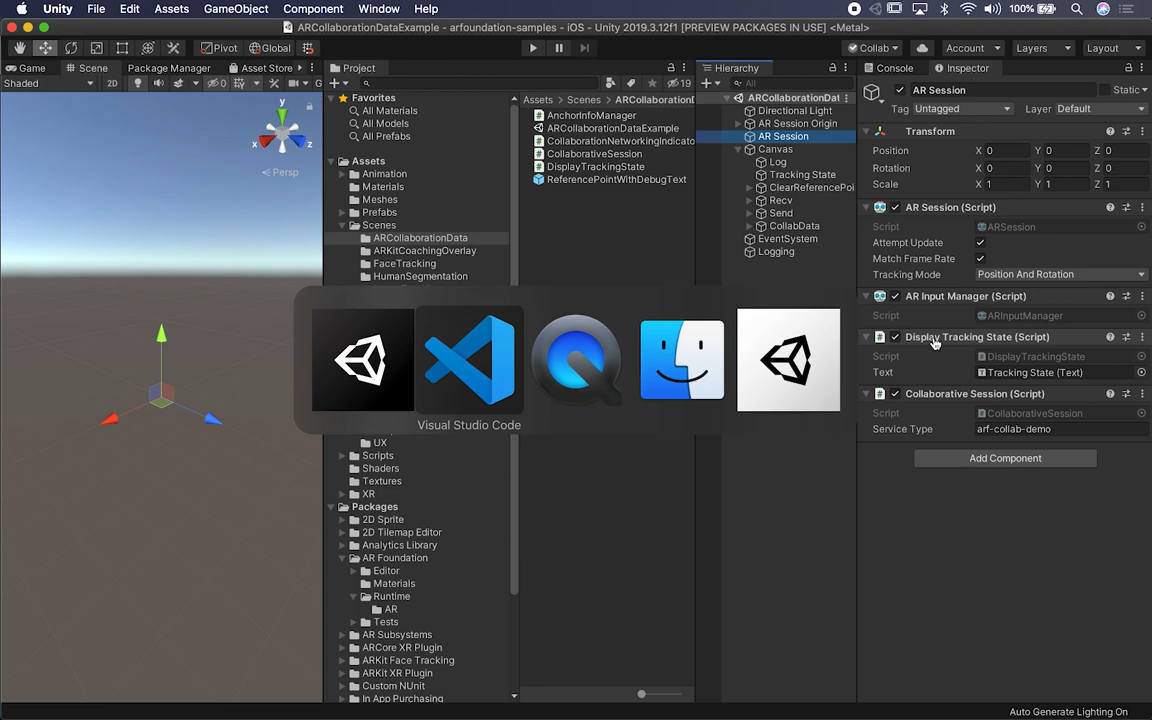 Unity File Edit Assets GameObject Component Window Help 100%
ARCollaborationDataExample - arfoundation-samples - iOS - Unity 2019.3.12f1 [PREVIEW PACKAGES IN USE] <Metal>
Pivot Global Collab Account Layers Layout
Game Scene Package Manager Asset Store
Shaded 2D 0 G
y
x z
Persp
Project
19
Favorites
All Materials
All Models
All Prefabs
Assets
Animation
Materials
Meshes
Prefabs
Scenes
ARCollaborationData
ARKitCoachingOverlay
FaceTracking
HumanSegmentation
UX
Scripts
Shaders
Textures
XR
Packages
2D Sprite
2D Tilemap Editor
Analytics Library
AR Foundation
Editor
Materials
Runtime
AR
Tests
AR Subsystems
ARCore XR Plugin
ARKit Face Tracking
ARKit XR Plugin
Custom NUnit
In App Purchasing
Assets Scenes ARCollaborationI
AnchorInfoManager
ARCollaborationDataExample
CollaborationNetworkingIndicato
CollaborativeSession
DisplayTrackingState
ReferencePointWithDebugText
Hierarchy
All
ARCollaborationDat
Directional Light
AR Session Origin
AR Session
Canvas
Log
Tracking State
ClearReferencePoi
Recv
Send
CollabData
EventSystem
Logging
Visual Studio Code
Console Inspector
AR Session Static
Tag Untagged Layer Default
Transform
Position X 0 Y 0 Z 0
Rotation X 0 Y 0 Z 0
Scale X 1 Y 1 Z 1
AR Session (Script)
Script ARSession
Attempt Update
Match Frame Rate
Tracking Mode Position And Rotation
AR Input Manager (Script)
Script ARInputManager
Display Tracking State (Script)
Script DisplayTrackingState
Text Tracking State (Text)
Collaborative Session (Script)
Script CollaborativeSession
Service Type arf-collab-demo
Add Component
Auto Generate Lighting On